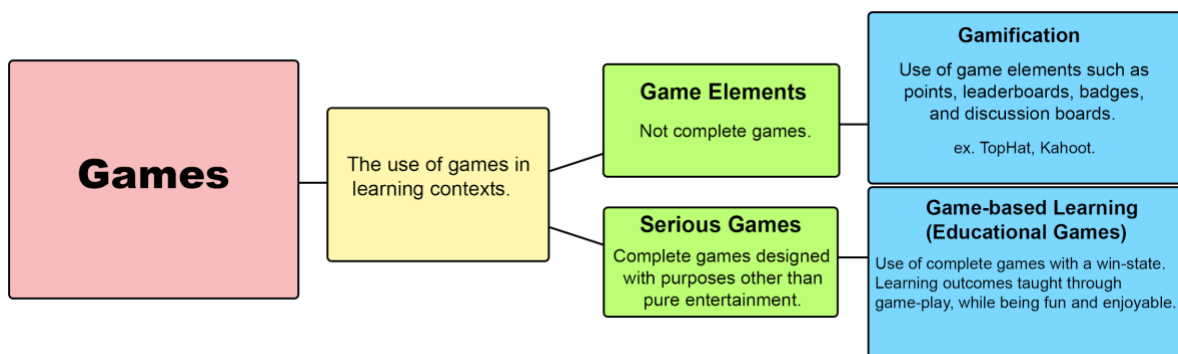 Games
The use of games in
learning contexts.
Game Elements
Not complete games.
Gamification
Use of game elements such as
points, leaderboards, badges,
and discussion boards.
ex. TopHat, Kahoot.
Serious Games
Complete games designed
with purposes other than
pure entertainment.
Game-based Learning
(Educational Games)
Use of complete games with a win-state.
Learning outcomes taught through
game-play, while being fun and enjoyable.